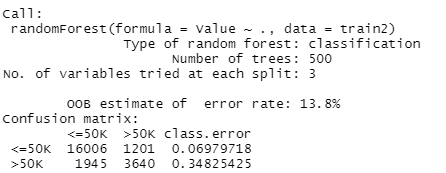 Call:
randomForest(formula = Value ~ ., data = train2)
Type of random forest: classification
Number of trees: 500
No. of variables tried at each split: 3
OOB estimate of error rate: 13.8%
Confusion matrix:
<=50K >50K class.error
<=50K 16006 1201 0.06979718
>50K 1945 3640 0.34825425